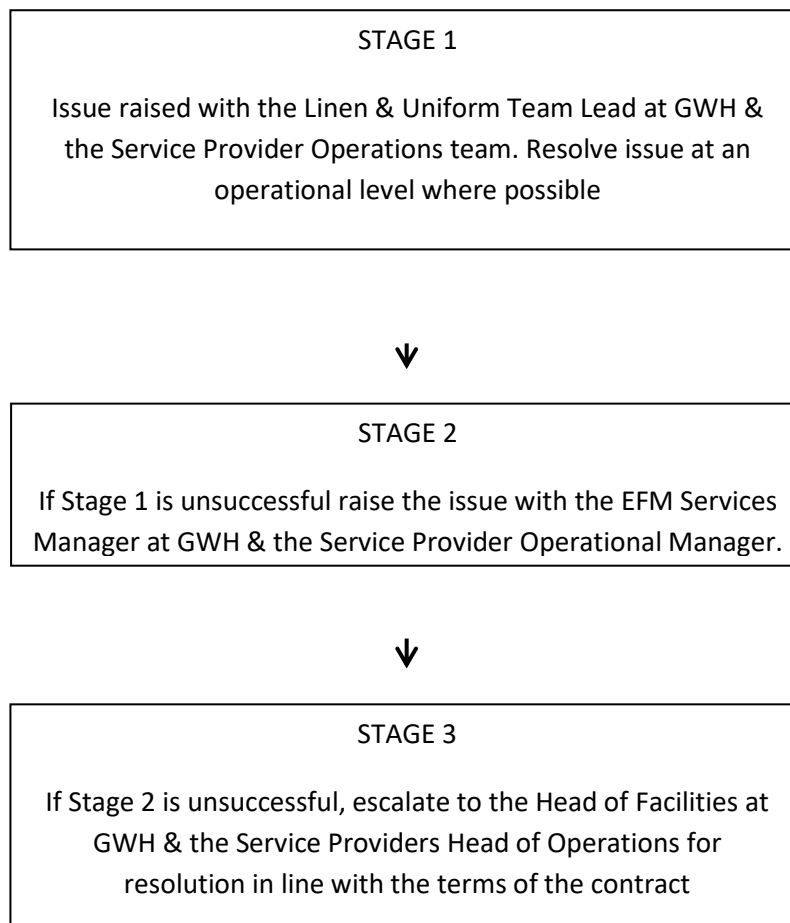 STAGE 1
Issue raised with the Linen & Uniform Team Lead at GWH &
the Service Provider Operations team. Resolve issue at an
operational level where possible
STAGE 2
If Stage 1 is unsuccessful raise the issue with the EFM Services
Manager at GWH & the Service Provider Operational Manager.
STAGE 3
If Stage 2 is unsuccessful, escalate to the Head of Facilities at
GWH & the Service Providers Head of Operations for
resolution in line with the terms of the contract